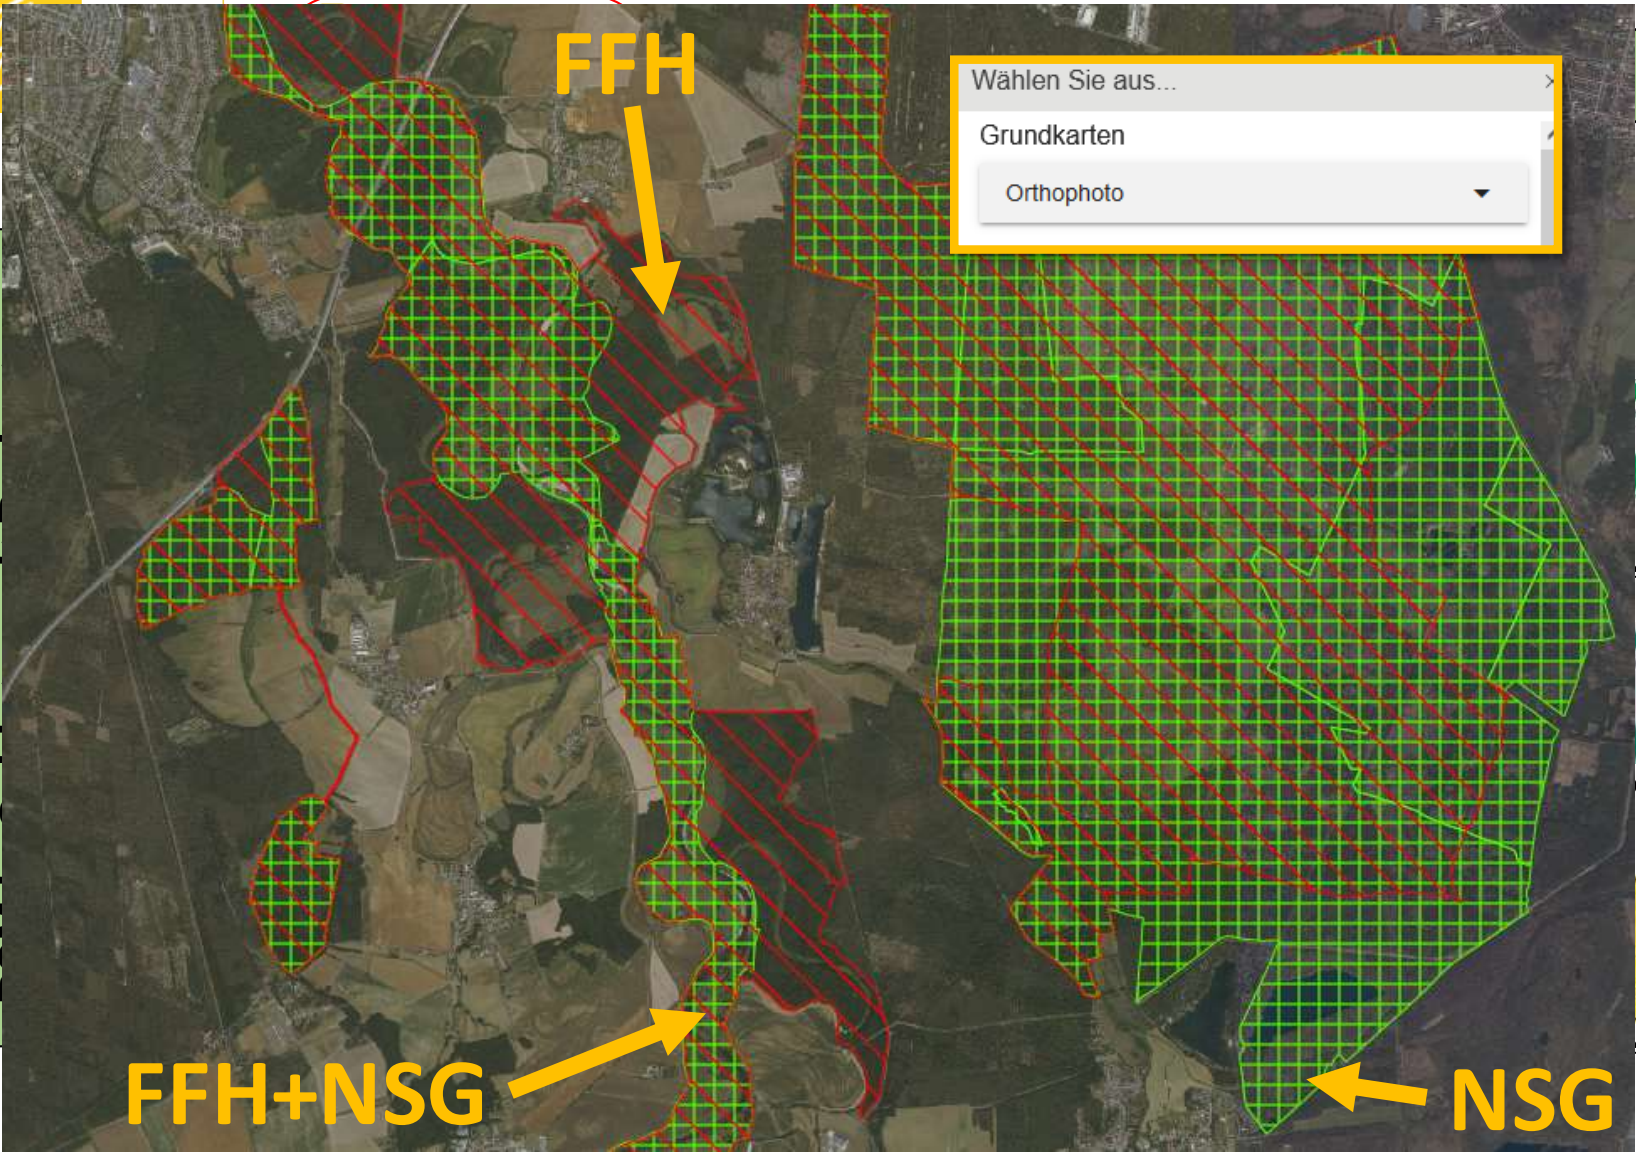 FFH
Wählen Sie aus...
Grundkarten
Orthophoto
FFH+NSG
NSG